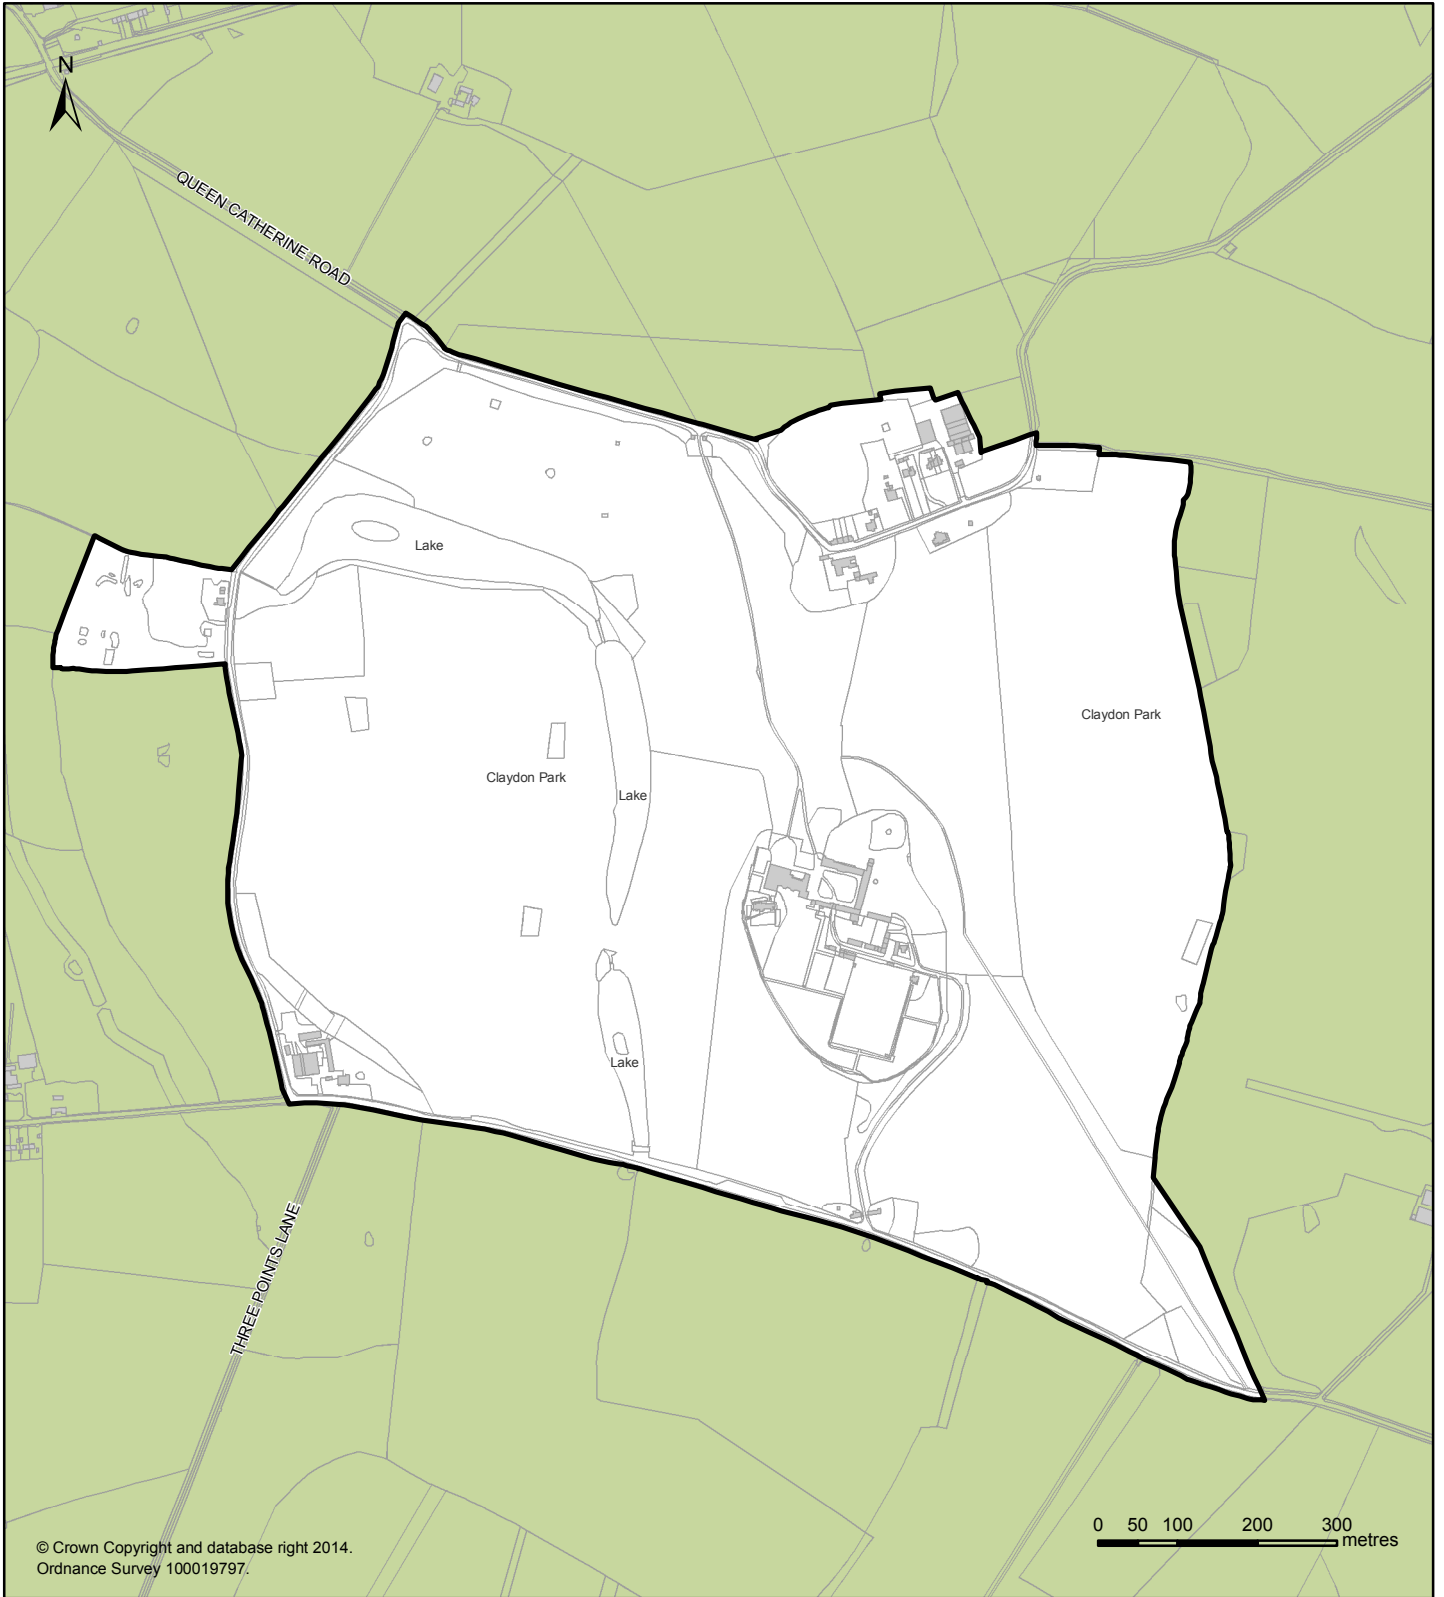 N
QUEEN CATHERINE ROAD
Lake
Claydon Park
Claydon Park
Lake
Lake
THREE POINTS LANE
0 50 100 200 300
metres
© Crown Copyright and database right 2014.
Ordnance Survey 100019797.